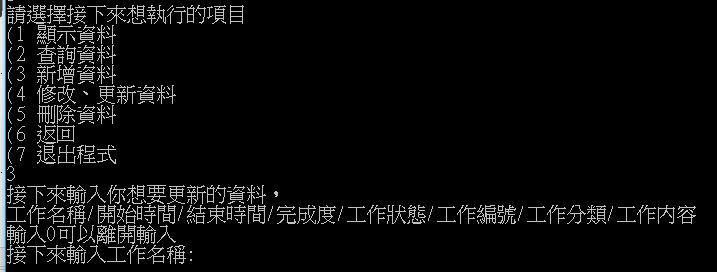 請選擇接下來想執行的項目
(1 顯示資料
(2 查詢資料
(3 新增資料
(4 修改、更新資料
(5 刪除資料
(6 返回
(7 退出程式
3
接下來輸入你想要更新的資料，
工作名稱/開始時間/結束時間/完成度/工作狀態/工作編號/工作分類/工作內容
輸入0可以離開輸入
接下來輸入工作名稱: